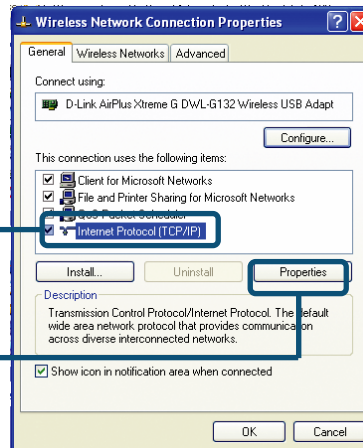 Wireless Network Connection Properties
General Wireless Networks Advanced
Connect using:
D-Link AirPlus Xtreme G DWL-G132 Wireless USB Adapt
Configure...
This connection uses the following items:
Client for Microsoft Networks
File and Printer Sharing for Microsoft Networks
QoS Packet Scheduler
Internet Protocol (TCP/IP)
Install... Uninstall Properties
Description
Transmission Control Protocol/Internet Protocol. The default
wide area network protocol that provides communication
across diverse interconnected networks.
Show icon in notification area when connected
OK Cancel